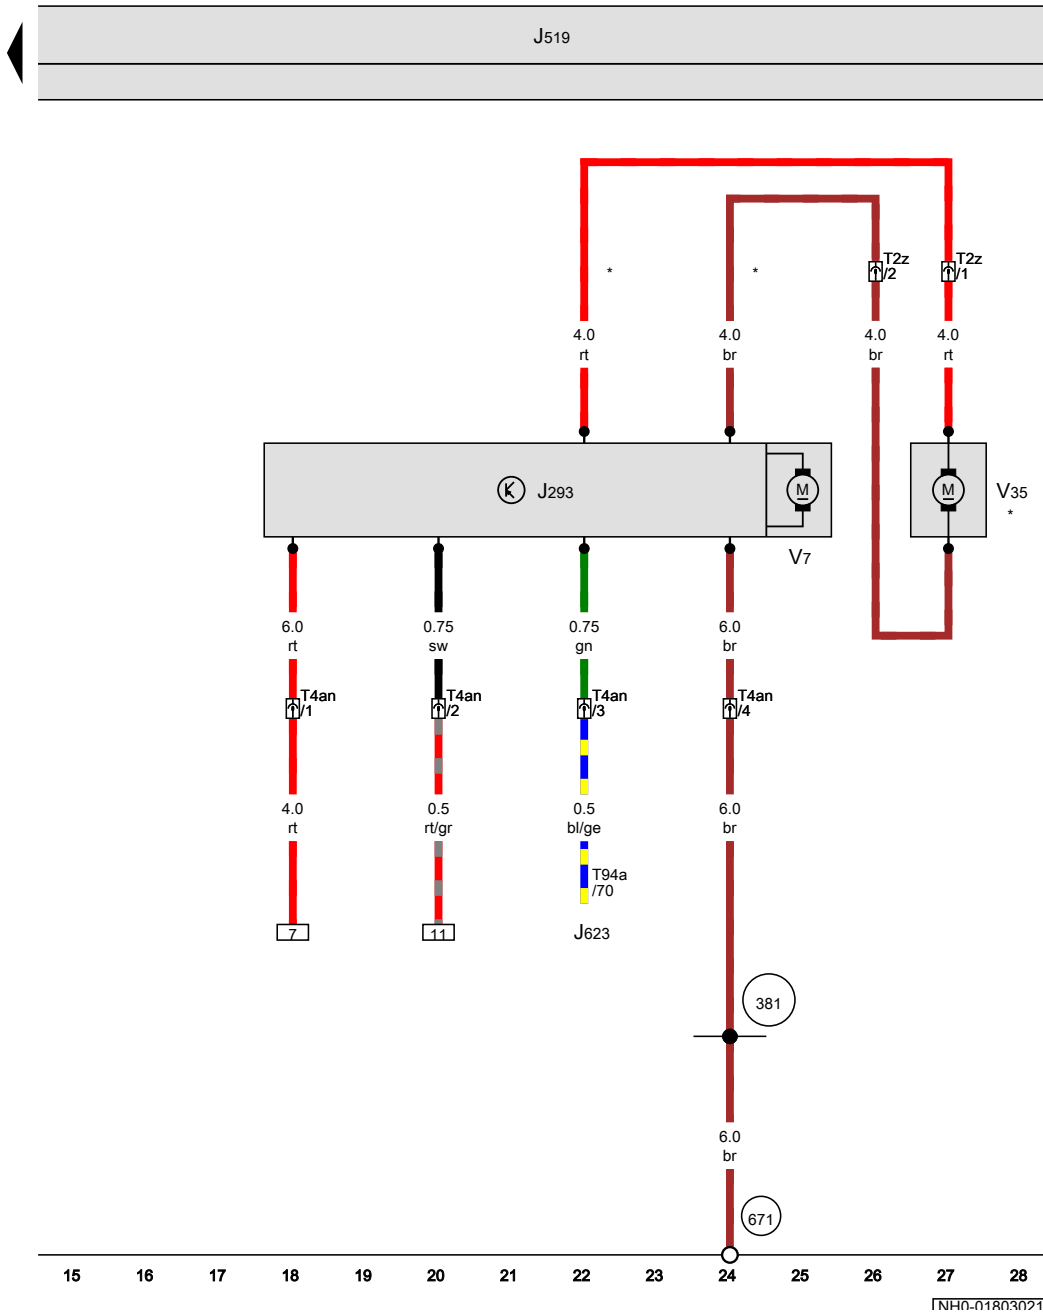 J519
T2z
/2
T2z
/1
*
*
4.0
rt
4.0
br
4.0
br
4.0
rt
J293
M
M
V35
*
V7
6.0
rt
0.75
sw
0.75
gn
6.0
br
T4an
/1
T4an
/2
T4an
/3
T4an
/4
4.0
rt
0.5
rt/gr
0.5
bl/ge
6.0
br
T94a
/70
7
11
J623
381
6.0
br
671
15 16 17 18 19 20 21 22 23 24 25 26 27 28
NH0-01803021